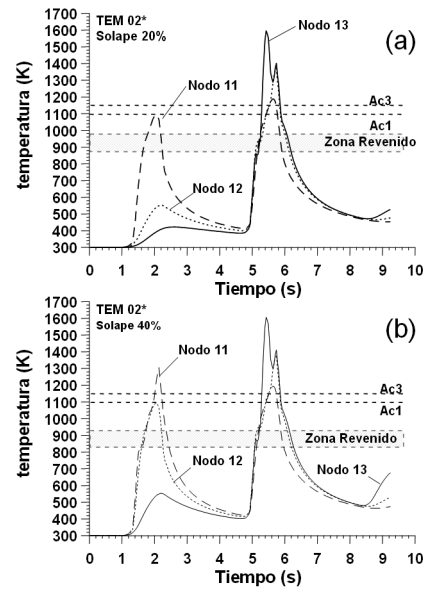 1700
1600
1500
1400
1300
1200
1100
1000
900
800
700
600
500
400
300
temperatura (K)
TEM 02*
Solape 20%
Nodo 13
(a)
Nodo 11
Ac3
Ac1
Zona Revenido
Nodo 12
0 1 2 3 4 5 6 7 8 9 10
Tiempo (s)
1700
1600
1500
1400
1300
1200
1100
1000
900
800
700
600
500
400
300
temperatura (K)
TEM 02*
Solape 40%
(b)
Nodo 11
Ac3
Ac1
Zona Revenido
Nodo 12
Nodo 13
0 1 2 3 4 5 6 7 8 9 10
Tiempo (s)